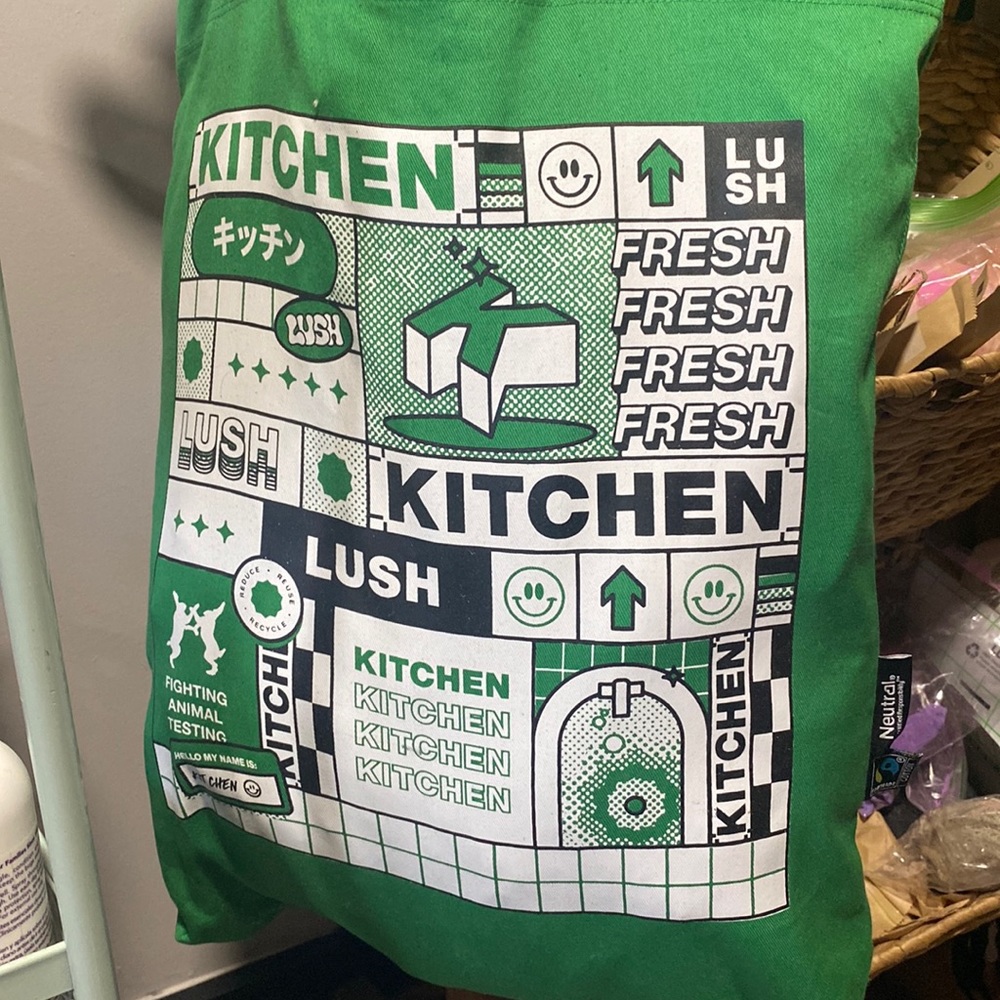 KITCHEN
LU
SH
キッチン
LUSH
FRESH
FRESH
FRESH
FRESH
LUSH
KITCHEN
LUSH
REDUCE • REUSE • RECYCLE •
FIGHTING
ANIMAL
TESTING
HELLO MY NAME IS:
KITCHEN
KITCHEN
KITCHEN
KITCHEN
KITCHEN
KITCHEN
KITCHEN
K
Neutral®